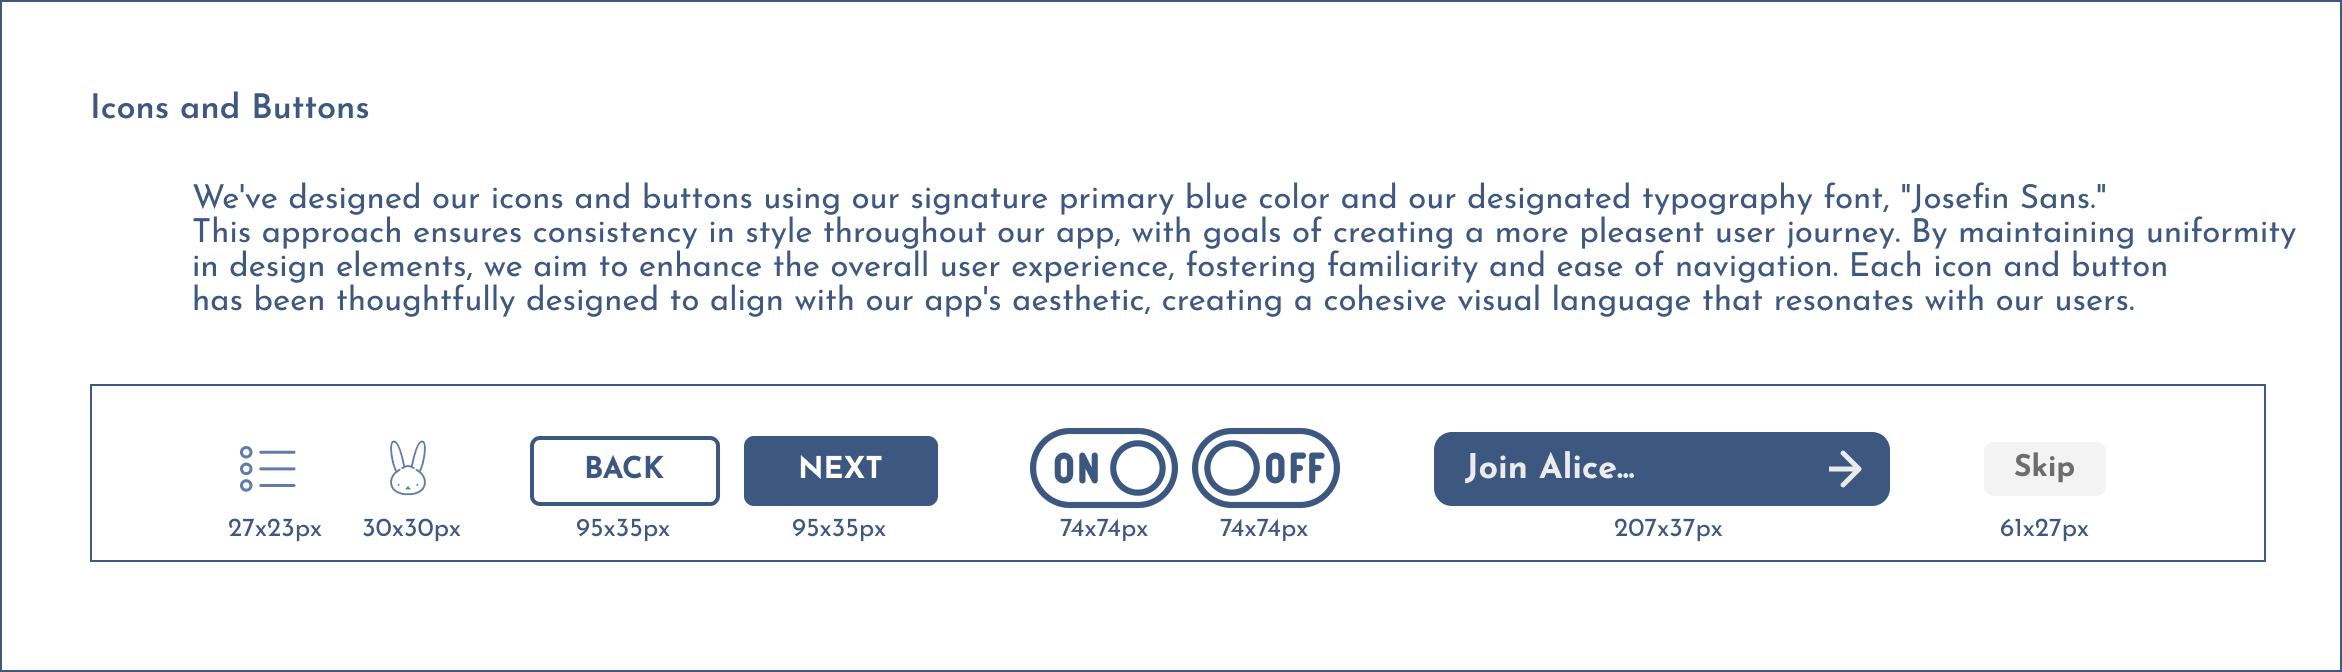 Icons and Buttons
We've designed our icons and buttons using our signature primary blue color and our designated typography font, "Josefin Sans."
This approach ensures consistency in style throughout our app, with goals of creating a more pleasent user journey. By maintaining uniformity
in design elements, we aim to enhance the overall user experience, fostering familiarity and ease of navigation. Each icon and button
has been thoughtfully designed to align with our app's aesthetic, creating a cohesive visual language that resonates with our users.
BACK NEXT ON OFF Join Alice... Skip
27x23px 30x30px 95x35px 95x35px 74x74px 74x74px 207x37px 61x27px